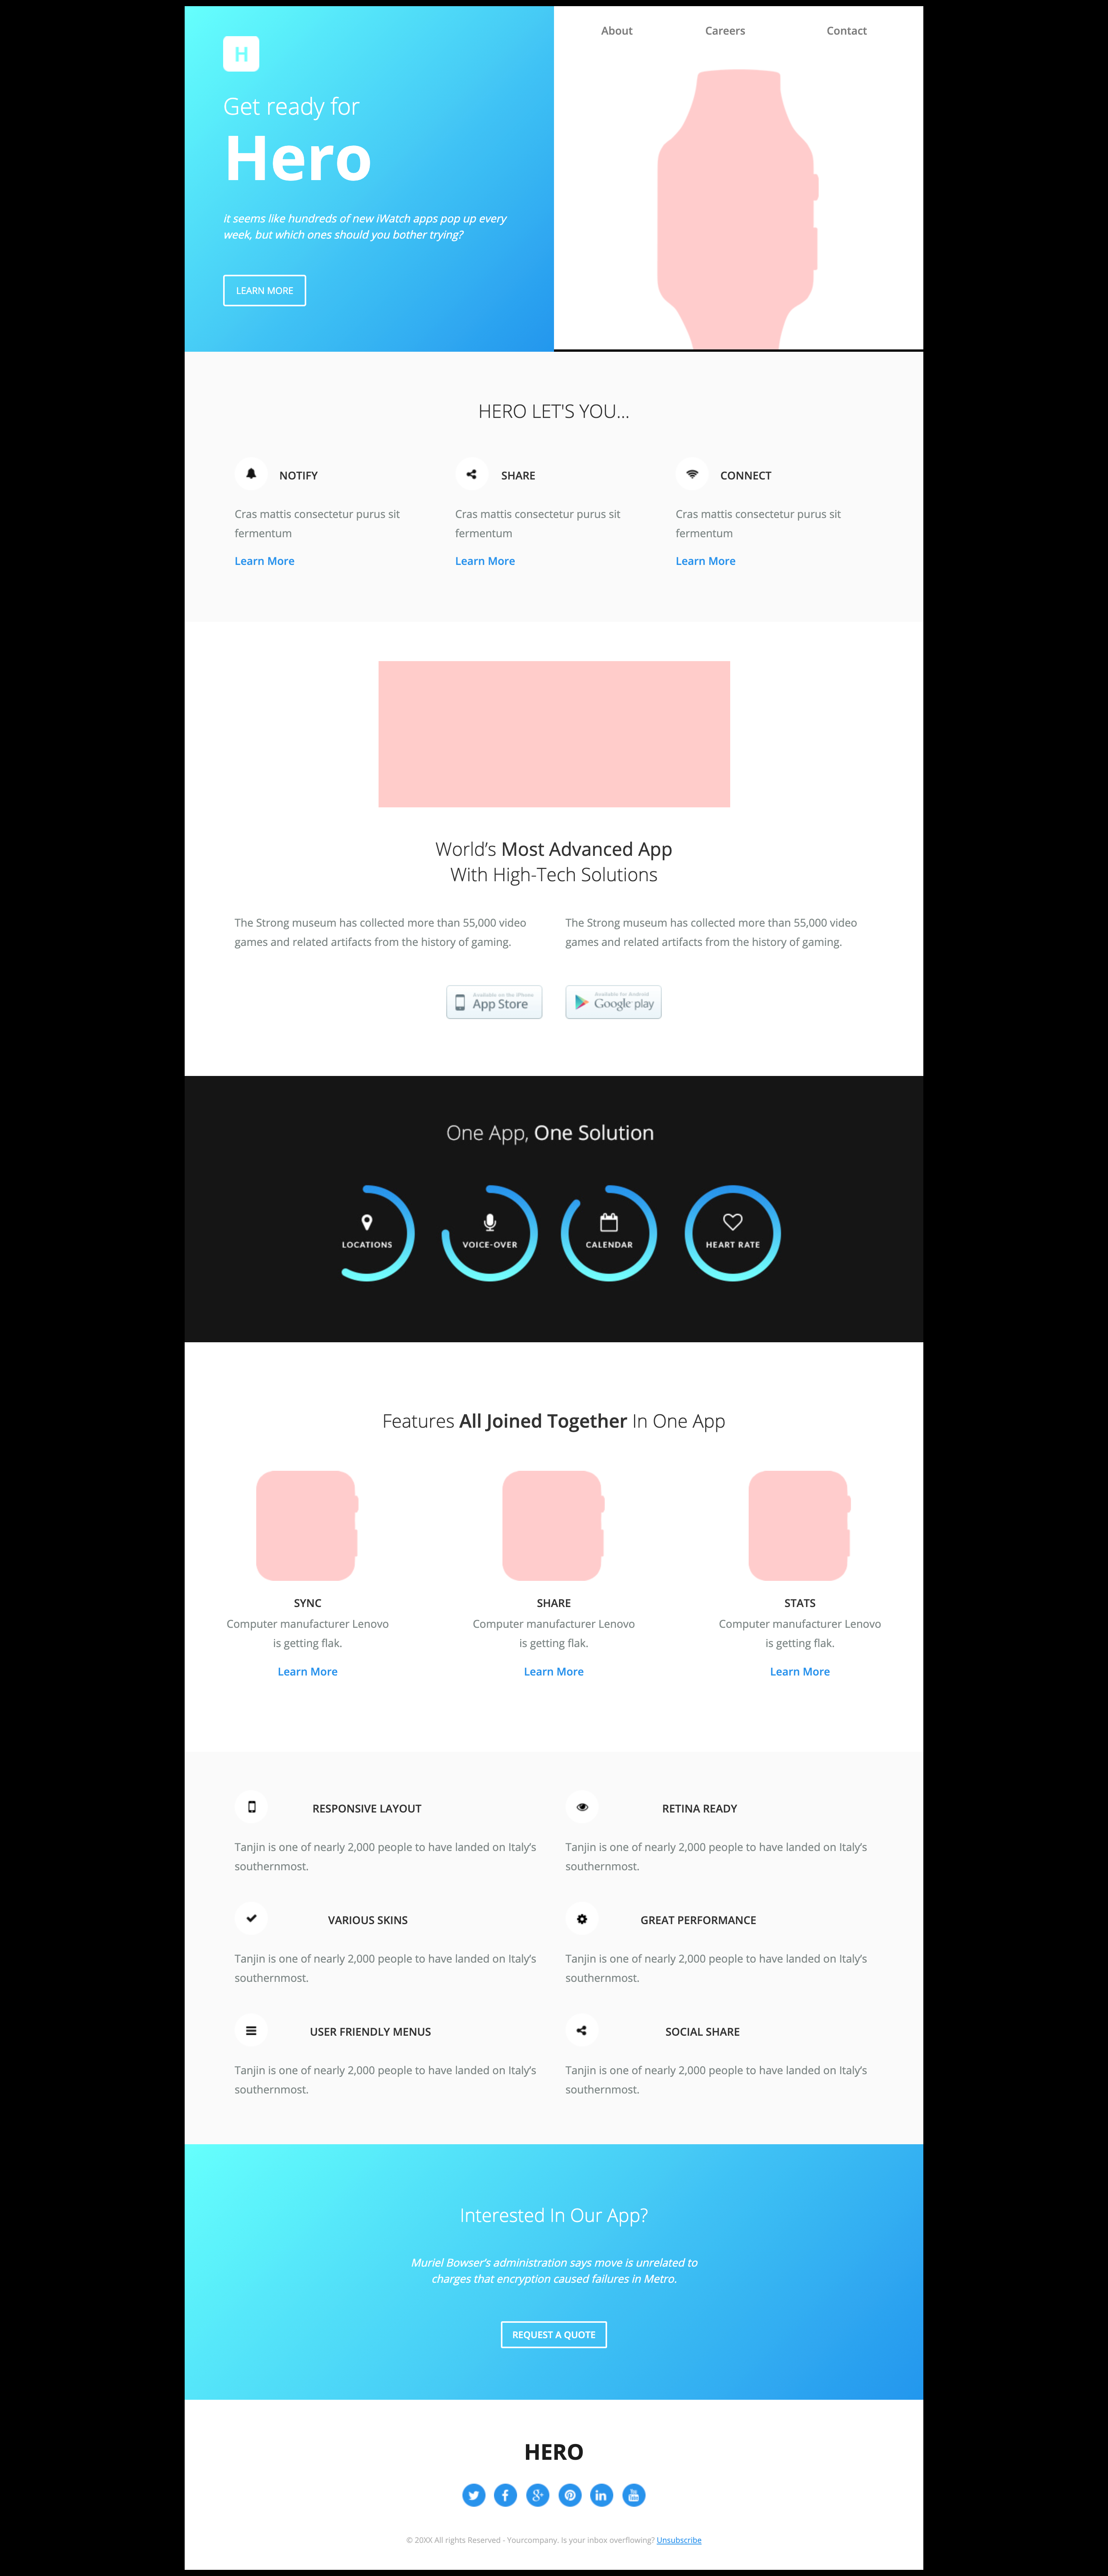 H
About
Careers
Contact
Get ready for
Hero
it seems like hundreds of new iWatch apps pop up every
week, but which ones should you bother trying?
LEARN MORE
HERO LET'S YOU...
NOTIFY
Cras mattis consectetur purus sit
fermentum
Learn More
SHARE
Cras mattis consectetur purus sit
fermentum
Learn More
CONNECT
Cras mattis consectetur purus sit
fermentum
Learn More
World's Most Advanced App
With High-Tech Solutions
The Strong museum has collected more than 55,000 video
games and related artifacts from the history of gaming.
The Strong museum has collected more than 55,000 video
games and related artifacts from the history of gaming.
Available on the iPhone
App Store
Available for Android
Google play
One App, One Solution
LOCATIONS
VOICE-OVER
CALENDAR
HEART RATE
Features All Joined Together In One App
SYNC
Computer manufacturer Lenovo
is getting flak.
Learn More
SHARE
Computer manufacturer Lenovo
is getting flak.
Learn More
STATS
Computer manufacturer Lenovo
is getting flak.
Learn More
RESPONSIVE LAYOUT
Tanjin is one of nearly 2,000 people to have landed on Italy's
southernmost.
RETINA READY
Tanjin is one of nearly 2,000 people to have landed on Italy's
southernmost.
VARIOUS SKINS
Tanjin is one of nearly 2,000 people to have landed on Italy's
southernmost.
GREAT PERFORMANCE
Tanjin is one of nearly 2,000 people to have landed on Italy's
southernmost.
USER FRIENDLY MENUS
Tanjin is one of nearly 2,000 people to have landed on Italy's
southernmost.
SOCIAL SHARE
Tanjin is one of nearly 2,000 people to have landed on Italy's
southernmost.
Interested In Our App?
Muriel Bowser's administration says move is unrelated to
charges that encryption caused failures in Metro.
REQUEST A QUOTE
HERO
© 20XX All rights Reserved - Yourcompany. Is your inbox overflowing? Unsubscribe